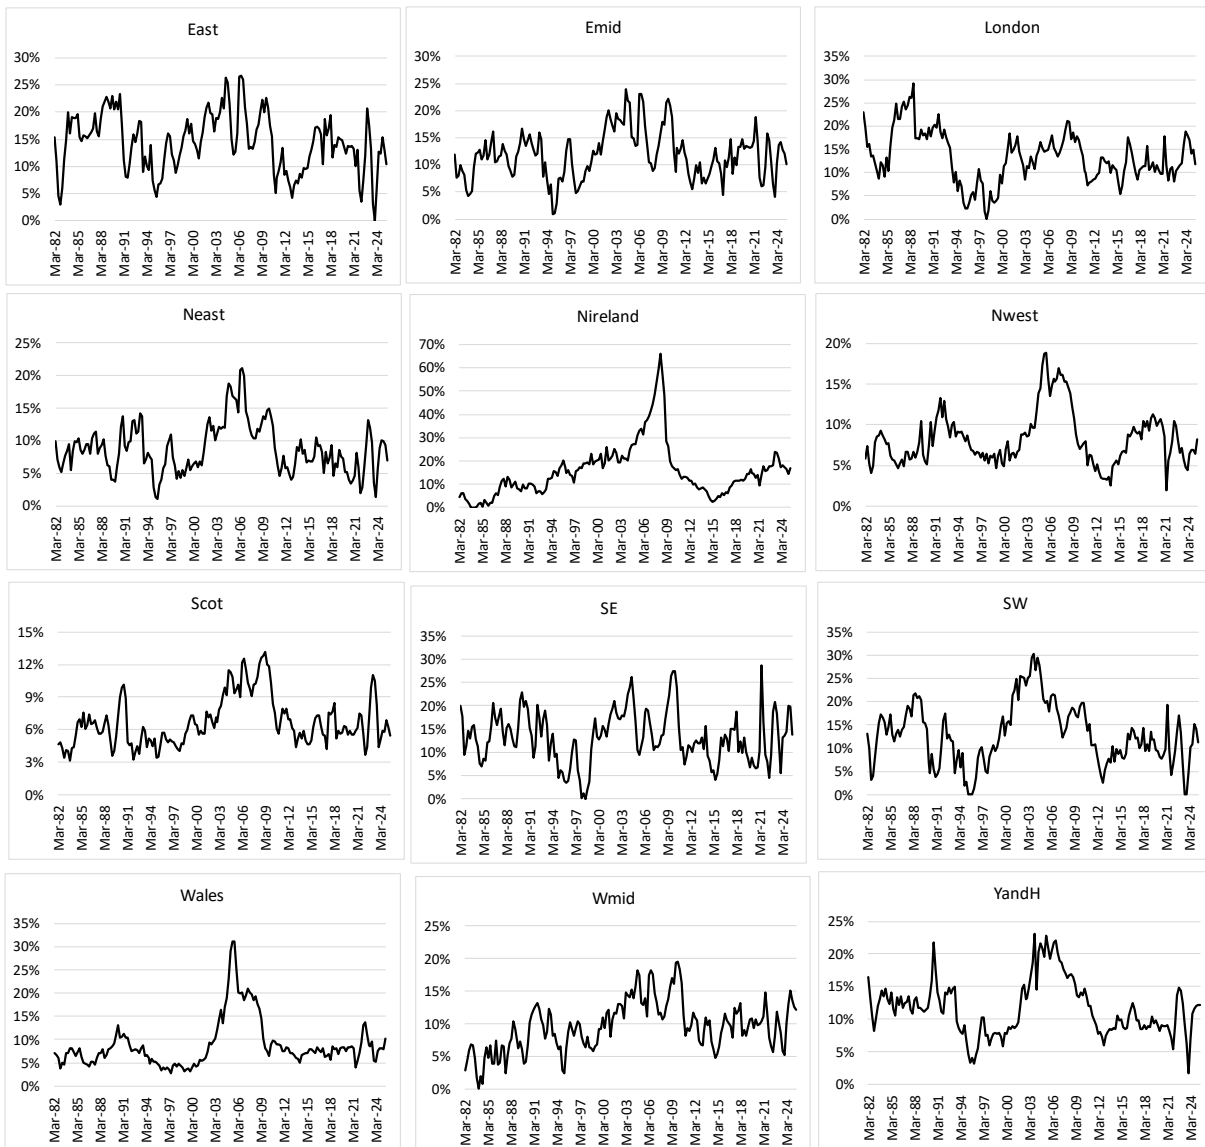 East
30%
25%
20%
15%
10%
5%
0%
Mar-82
Mar-85
Mar-88
Mar-91
Mar-94
Mar-97
Mar-00
Mar-03
Mar-06
Mar-09
Mar-12
Mar-15
Mar-18
Mar-21
Mar-24
Emid
30%
25%
20%
15%
10%
5%
0%
Mar-82
Mar-85
Mar-88
Mar-91
Mar-94
Mar-97
Mar-00
Mar-03
Mar-06
Mar-09
Mar-12
Mar-15
Mar-18
Mar-21
Mar-24
London
35%
30%
25%
20%
15%
10%
5%
0%
Mar-82
Mar-85
Mar-88
Mar-91
Mar-94
Mar-97
Mar-00
Mar-03
Mar-06
Mar-09
Mar-12
Mar-15
Mar-18
Mar-21
Mar-24
Neast
25%
20%
15%
10%
5%
0%
Mar-82
Mar-85
Mar-88
Mar-91
Mar-94
Mar-97
Mar-00
Mar-03
Mar-06
Mar-09
Mar-12
Mar-15
Mar-18
Mar-21
Mar-24
Nireland
70%
60%
50%
40%
30%
20%
10%
0%
Mar-82
Mar-85
Mar-88
Mar-91
Mar-94
Mar-97
Mar-00
Mar-03
Mar-06
Mar-09
Mar-12
Mar-15
Mar-18
Mar-21
Mar-24
Nwest
20%
15%
10%
5%
0%
Mar-82
Mar-85
Mar-88
Mar-91
Mar-94
Mar-97
Mar-00
Mar-03
Mar-06
Mar-09
Mar-12
Mar-15
Mar-18
Mar-21
Mar-24
Scot
15%
12%
9%
6%
3%
0%
Mar-82
Mar-85
Mar-88
Mar-91
Mar-94
Mar-97
Mar-00
Mar-03
Mar-06
Mar-09
Mar-12
Mar-15
Mar-18
Mar-21
Mar-24
SE
35%
30%
25%
20%
15%
10%
5%
0%
Mar-82
Mar-85
Mar-88
Mar-91
Mar-94
Mar-97
Mar-00
Mar-03
Mar-06
Mar-09
Mar-12
Mar-15
Mar-18
Mar-21
Mar-24
SW
35%
30%
25%
20%
15%
10%
5%
0%
Mar-82
Mar-85
Mar-88
Mar-91
Mar-94
Mar-97
Mar-00
Mar-03
Mar-06
Mar-09
Mar-12
Mar-15
Mar-18
Mar-21
Mar-24
Wales
35%
30%
25%
20%
15%
10%
5%
0%
Mar-82
Mar-85
Mar-88
Mar-91
Mar-94
Mar-97
Mar-00
Mar-03
Mar-06
Mar-09
Mar-12
Mar-15
Mar-18
Mar-21
Mar-24
Wmid
25%
20%
15%
10%
5%
0%
Mar-82
Mar-85
Mar-88
Mar-91
Mar-94
Mar-97
Mar-00
Mar-03
Mar-06
Mar-09
Mar-12
Mar-15
Mar-18
Mar-21
Mar-24
YandH
25%
20%
15%
10%
5%
0%
Mar-82
Mar-85
Mar-88
Mar-91
Mar-94
Mar-97
Mar-00
Mar-03
Mar-06
Mar-09
Mar-12
Mar-15
Mar-18
Mar-21
Mar-24